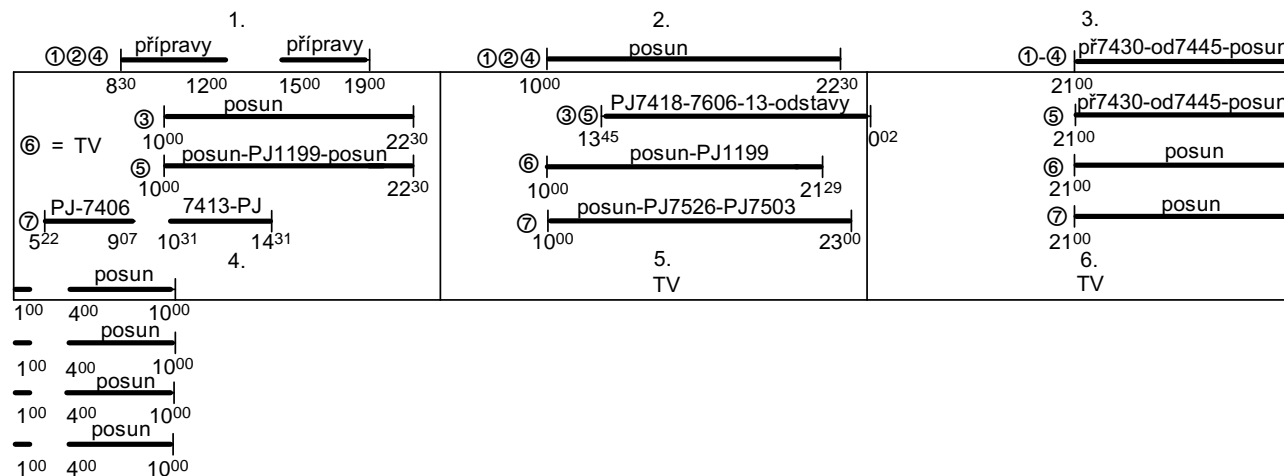 1. 2. 3.
①②④ přípravy přípravy ①②④ posun ①-④ př7430-od7445-posun
8³⁰ 12⁰⁰ 15⁰⁰ 19⁰⁰ 10⁰⁰ 22³⁰ 21⁰⁰
③ posun ③⑤ PJ7418-7606-13-odstavy ⑤ př7430-od7445-posun
10⁰⁰ 22³⁰ 13⁴⁵ 0⁰² 21⁰⁰
⑥ = TV
⑤ posun-PJ1199-posun ⑥ posun-PJ1199 ⑥ posun
10⁰⁰ 22³⁰ 10⁰⁰ 21²⁹ 21⁰⁰
⑦ PJ-7406 7413-PJ ⑦ posun-PJ7526-PJ7503 ⑦ posun
5²² 9⁰⁷ 10³¹ 14³¹ 10⁰⁰ 23⁰⁰ 21⁰⁰
4. 5. 6.
posun TV TV
1⁰⁰ 4⁰⁰ 10⁰⁰
posun
1⁰⁰ 4⁰⁰ 10⁰⁰
posun
1⁰⁰ 4⁰⁰ 10⁰⁰
posun
1⁰⁰ 4⁰⁰ 10⁰⁰